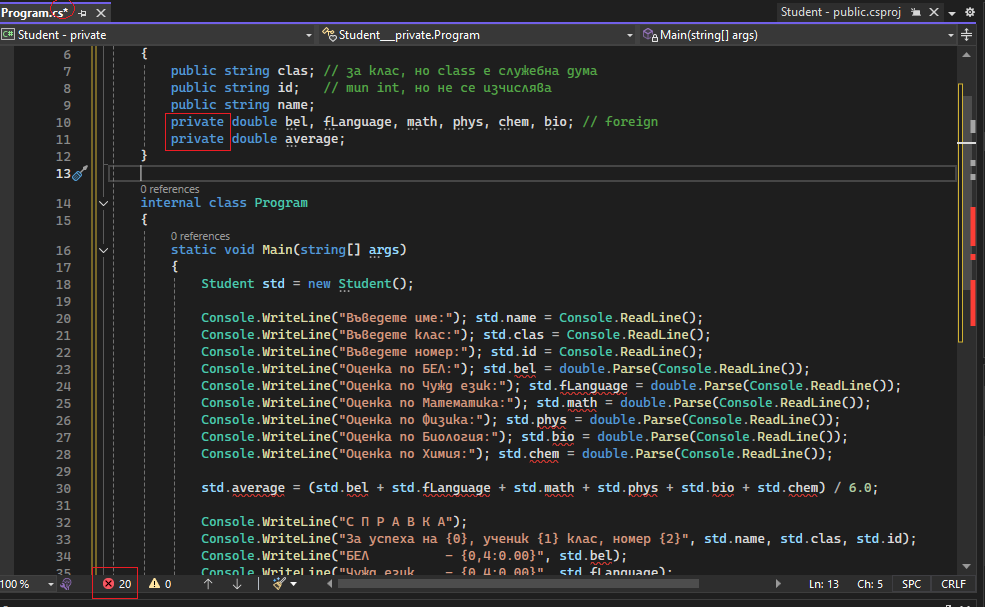 Program.cs*
Student - public.csproj
Student - private
Student__private.Program
Main(string[] args)
6 {
7 public string clas; // за клас, но class е служебна дума
8 public string id; // тип int, но не се изчислява
9 public string name;
10 private double bel, fLanguage, math, phys, chem, bio; // foreign
11 private double average;
12 }
13
0 references
14 internal class Program
15 {
0 references
16 static void Main(string[] args)
17 {
18 Student std = new Student();
19
20 Console.WriteLine("Въведете име:"); std.name = Console.ReadLine();
21 Console.WriteLine("Въведете клас:"); std.clas = Console.ReadLine();
22 Console.WriteLine("Въведете номер:"); std.id = Console.ReadLine();
23 Console.WriteLine("Оценка по БЕЛ:"); std.bel = double.Parse(Console.ReadLine());
24 Console.WriteLine("Оценка по Чужд език:"); std.fLanguage = double.Parse(Console.ReadLine());
25 Console.WriteLine("Оценка по Математика:"); std.math = double.Parse(Console.ReadLine());
26 Console.WriteLine("Оценка по Физика:"); std.phys = double.Parse(Console.ReadLine());
27 Console.WriteLine("Оценка по Биология:"); std.bio = double.Parse(Console.ReadLine());
28 Console.WriteLine("Оценка по Химия:"); std.chem = double.Parse(Console.ReadLine());
29
30 std.average = (std.bel + std.fLanguage + std.math + std.phys + std.bio + std.chem) / 6.0;
31
32 Console.WriteLine("С П Р А В К А");
33 Console.WriteLine("За успеха на {0}, ученик {1} клас, номер {2}", std.name, std.clas, std.id);
34 Console.WriteLine("БЕЛ - {0,4:0.00}", std.bel);
35 Console.WriteLine("Чужд език - {0,4:0.00}", std.fLanguage);
100 % 20 0 Ln: 13 Ch: 5 SPC CRLF